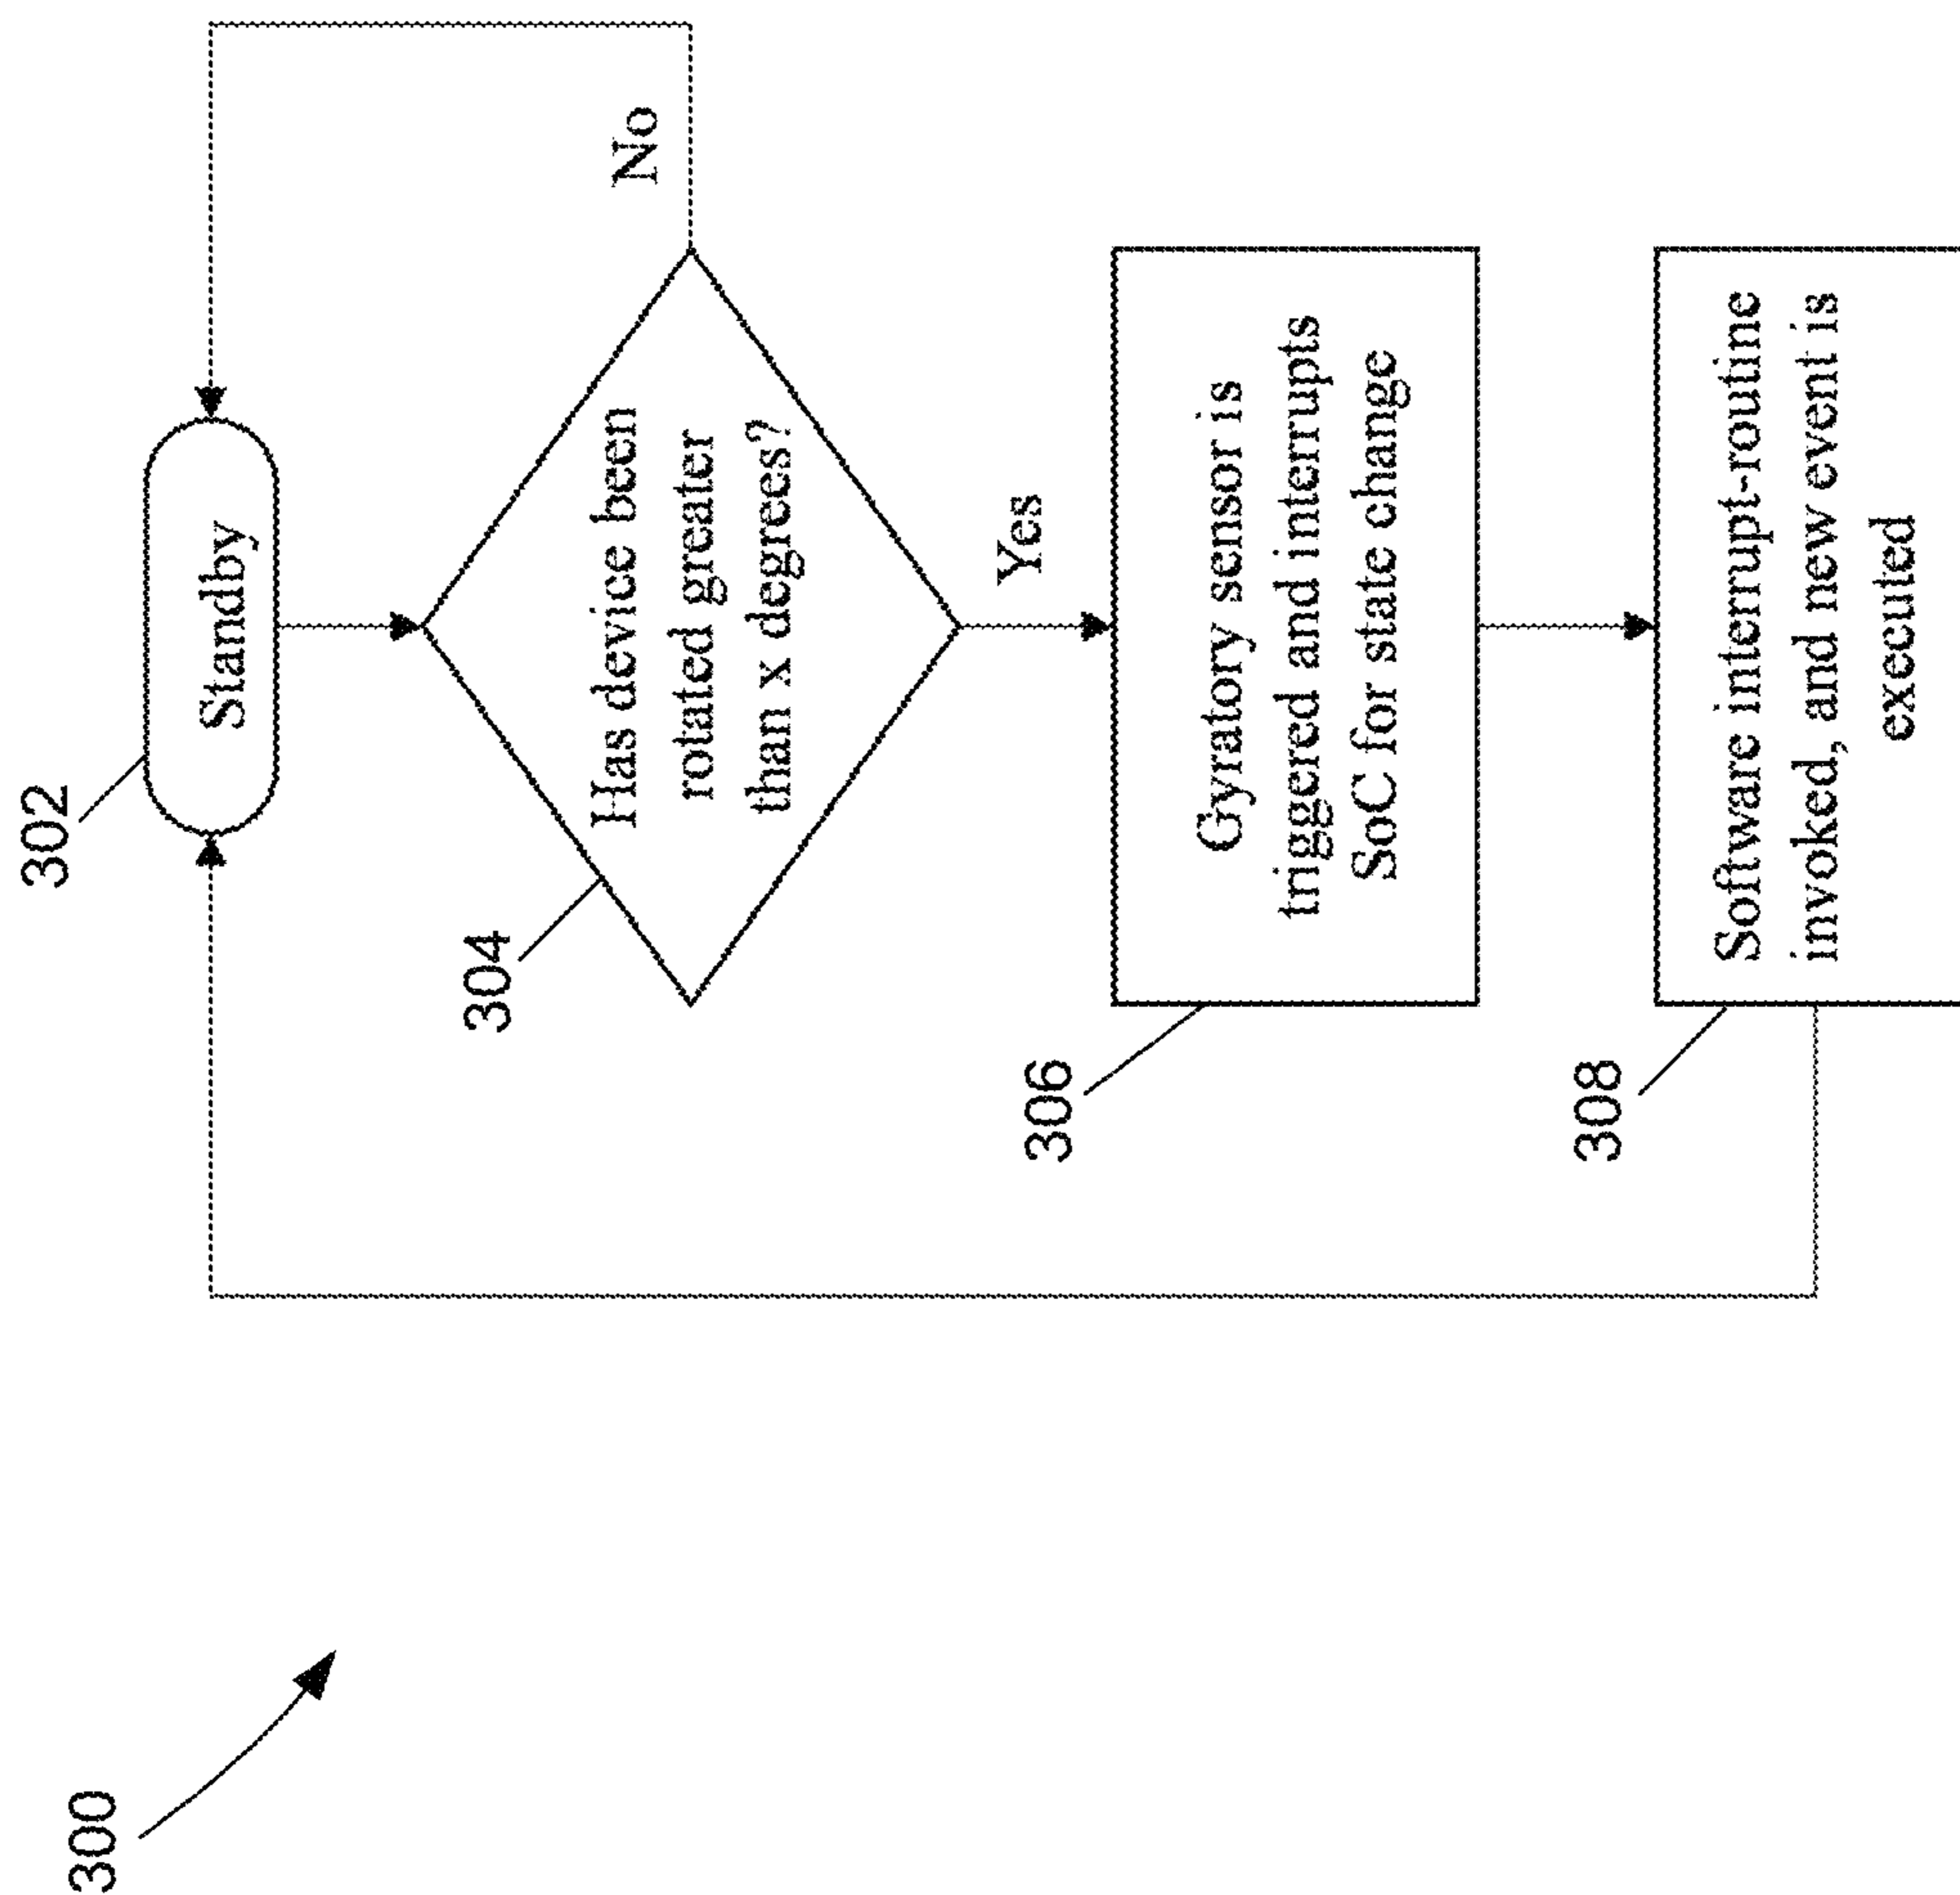 300
302
Standby
304
Has device been
rotated greater
than x degrees?
No
Yes
306
Gyratory sensor is
triggered and interrupts
SoC for state change
308
Software interrupt-routine
invoked, and new event is
executed